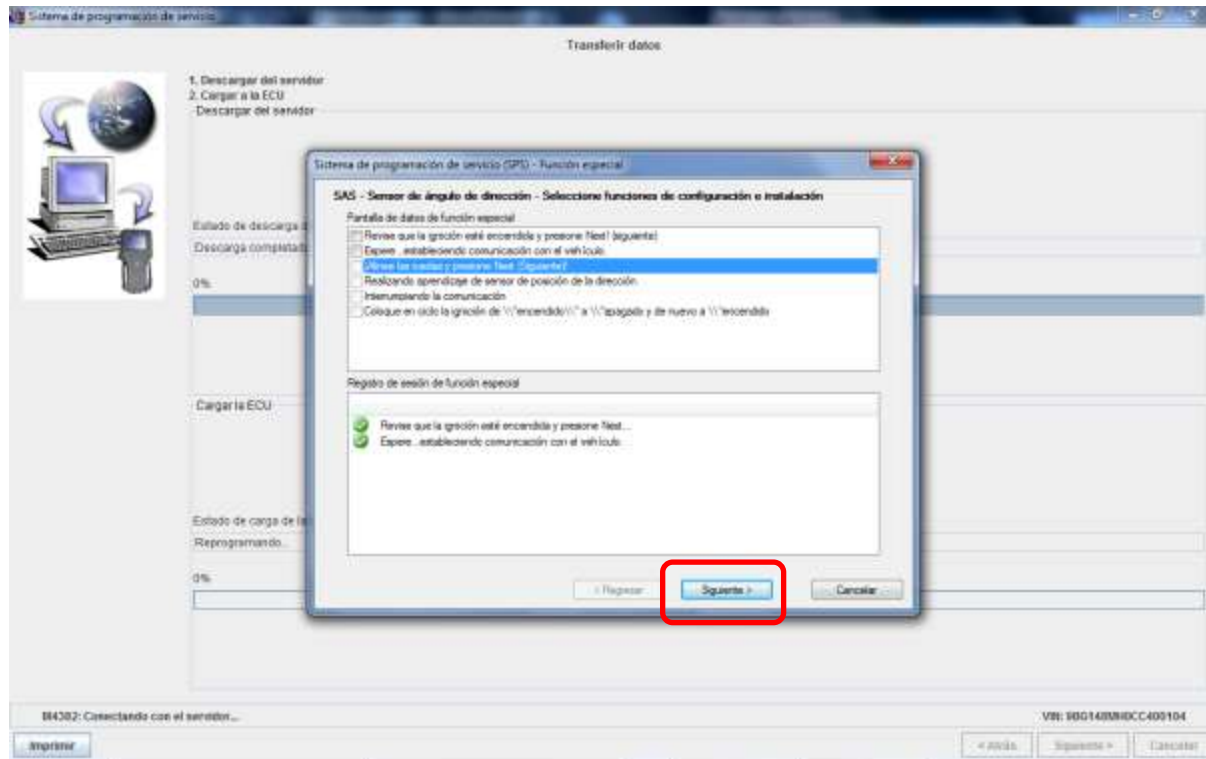 Sistema de programación de servicio
Transferir datos
1. Descargar del servidor
2. Cargar a la ECU
Descargar del servidor
Sistema de programación de servicio (SPS) - Función especial
SAS - Sensor de ángulo de dirección - Seleccione funciones de configuración e instalación
Pantalla de datos de función especial
Revise que la ignición esté encendida y presione Next! (siguiente)
Espere...estableciendo comunicación con el vehículo.
Alinee las ruedas y presione Next (Siguiente)!
Realizando aprendizaje de sensor de posición de la dirección.
Interrumpiendo la comunicación
Coloque en ciclo la ignición de \\"encendido\\" a \\"apagado y de nuevo a \\"encendido
Estado de descarga
Descarga completada
0%
Registro de sesión de función especial
Revise que la ignición esté encendida y presione Next...
Espere...estableciendo comunicación con el vehículo.
Cargar la ECU
Estado de carga de la
Reprogramando...
0%
< Regresar
Siguiente >
Cancelar
Conectando con el servidor...
VIN:
Imprimir
< Atrás
Siguiente >
Cancelar